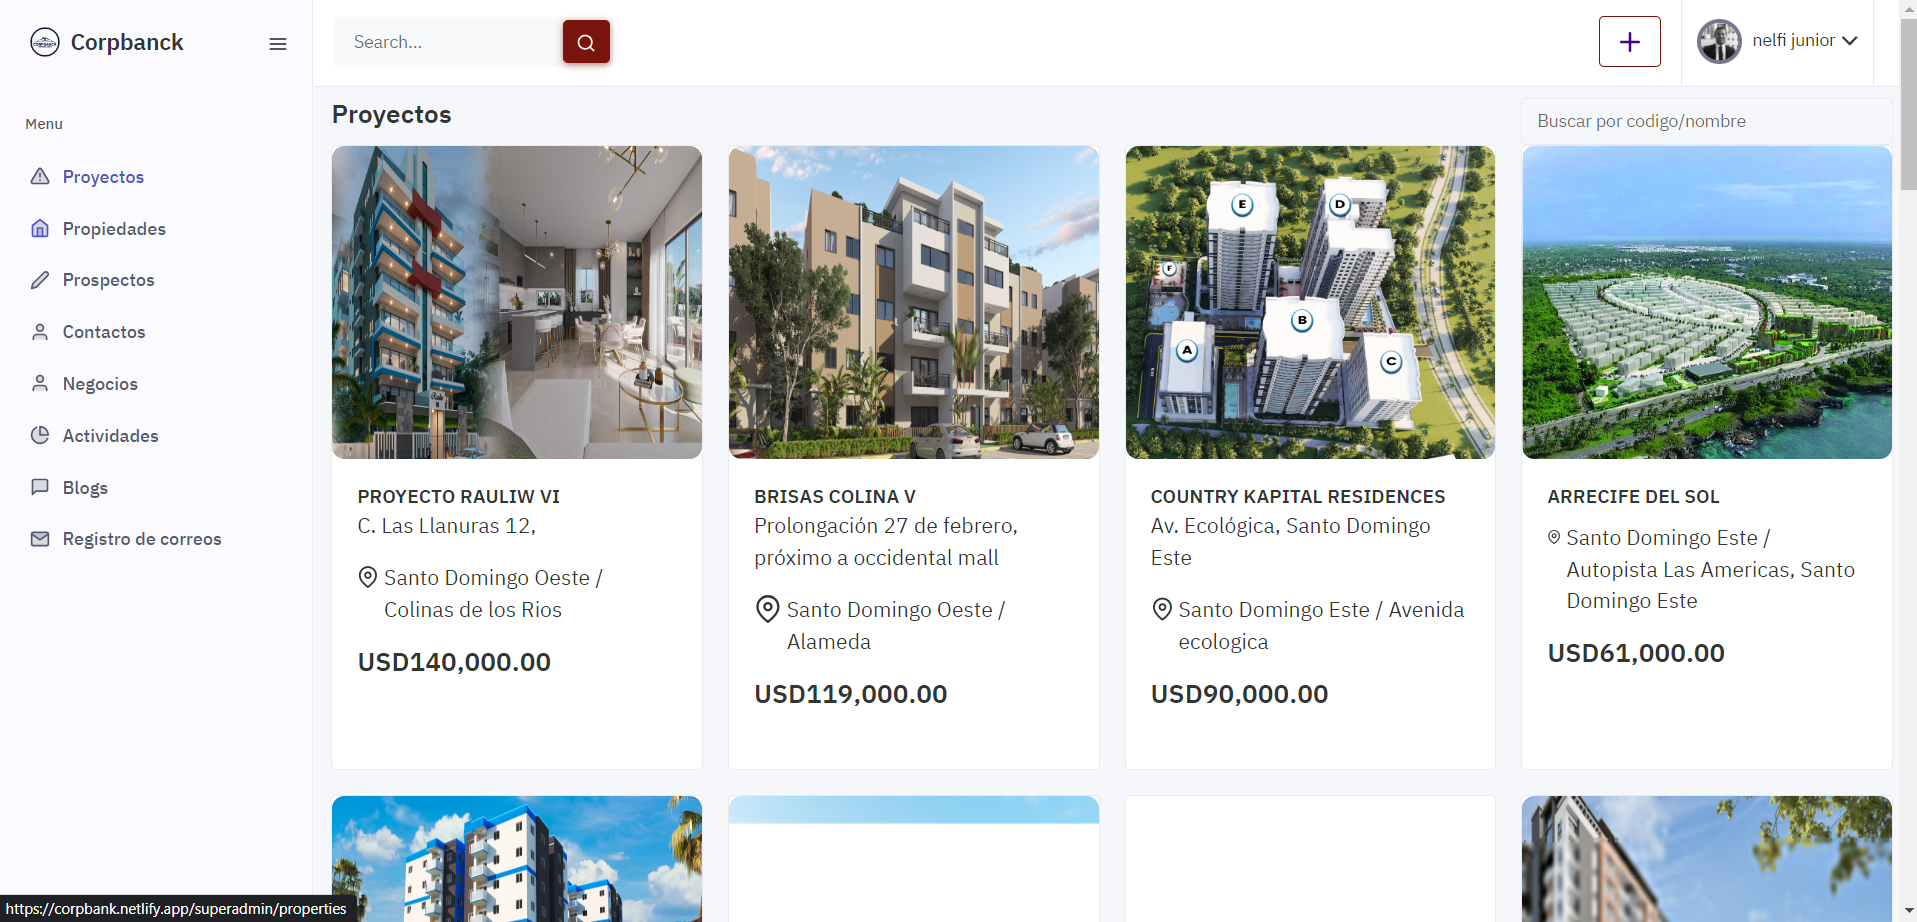 Corpbanck
Search...
nelfi junior
Menu
Proyectos
Propiedades
Prospectos
Contactos
Negocios
Actividades
Blogs
Registro de correos
Proyectos
Buscar por codigo/nombre
E
D
F
B
A
C
PROYECTO RAULIW VI
C. Las Llanuras 12,
Santo Domingo Oeste /
Colinas de los Rios
USD140,000.00
BRISAS COLINA V
Prolongación 27 de febrero,
próximo a occidental mall
Santo Domingo Oeste /
Alameda
USD119,000.00
COUNTRY KAPITAL RESIDENCES
Av. Ecológica, Santo Domingo
Este
Santo Domingo Este / Avenida
ecologica
USD90,000.00
ARRECIFE DEL SOL
Santo Domingo Este /
Autopista Las Americas, Santo
Domingo Este
USD61,000.00
https://corpbank.netlify.app/superadmin/properties